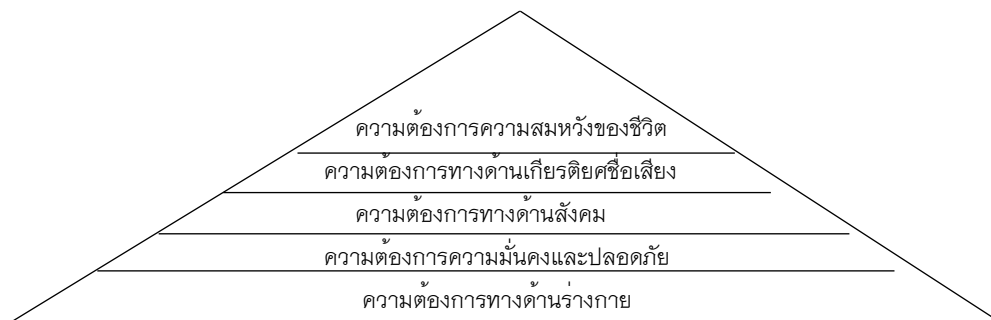 ความต้องการความสมหวังของชีวิต
ความต้องการทางด้านเกียรติยศชื่อเสียง
ความต้องการทางด้านสังคม
ความต้องการความมั่นคงและปลอดภัย
ความต้องการทางด้านร่างกาย